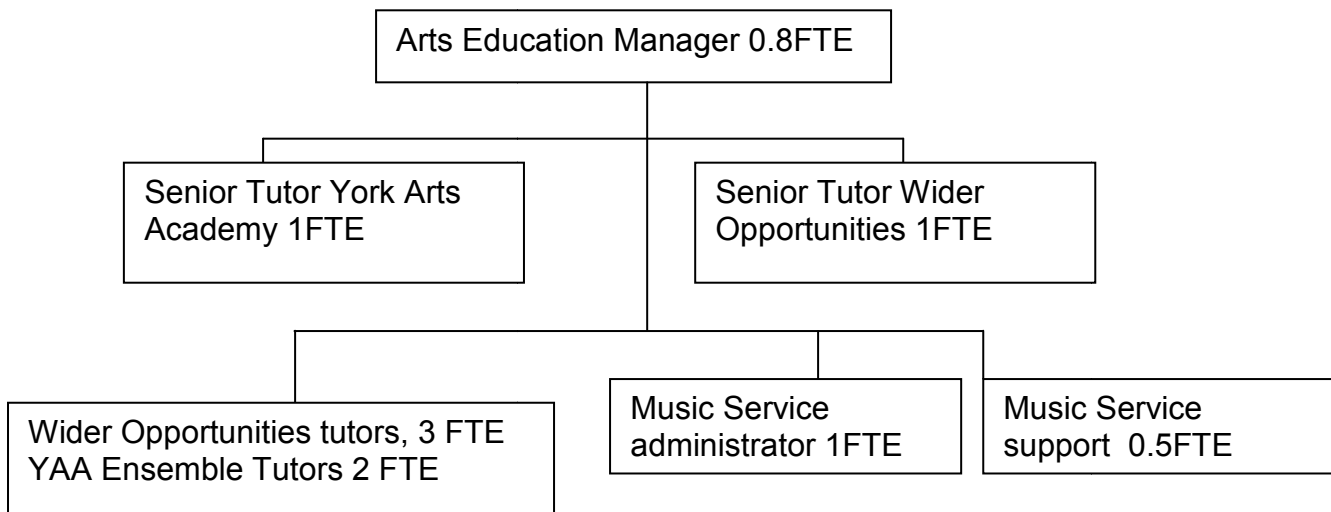 Arts Education Manager 0.8FTE
Senior Tutor York Arts
Academy 1FTE
Senior Tutor Wider
Opportunities 1FTE
Wider Opportunities tutors, 3 FTE
YAA Ensemble Tutors 2 FTE
Music Service
administrator 1FTE
Music Service
support  0.5FTE